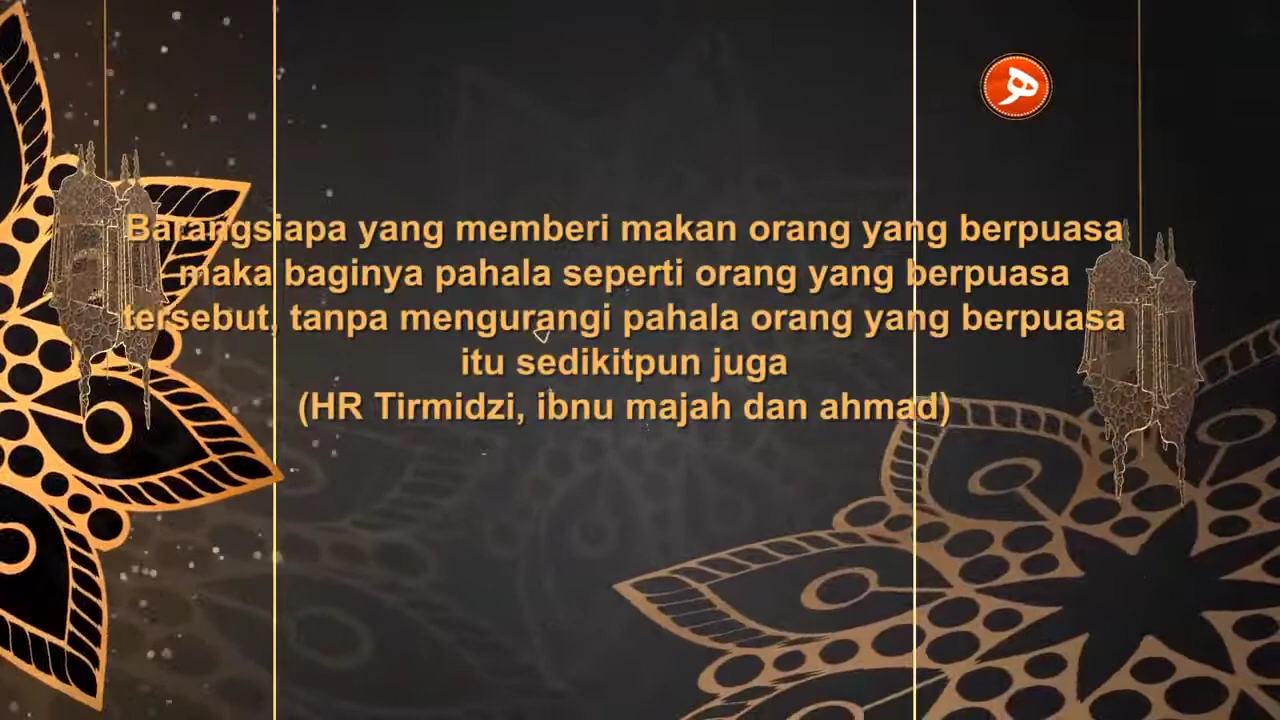 Barangsiapa yang memberi makan orang yang berpuasa
maka baginya pahala seperti orang yang berpuasa
tersebut, tanpa mengurangi pahala orang yang berpuasa
itu sedikitpun juga
(HR Tirmidzi, ibnu majah dan ahmad)